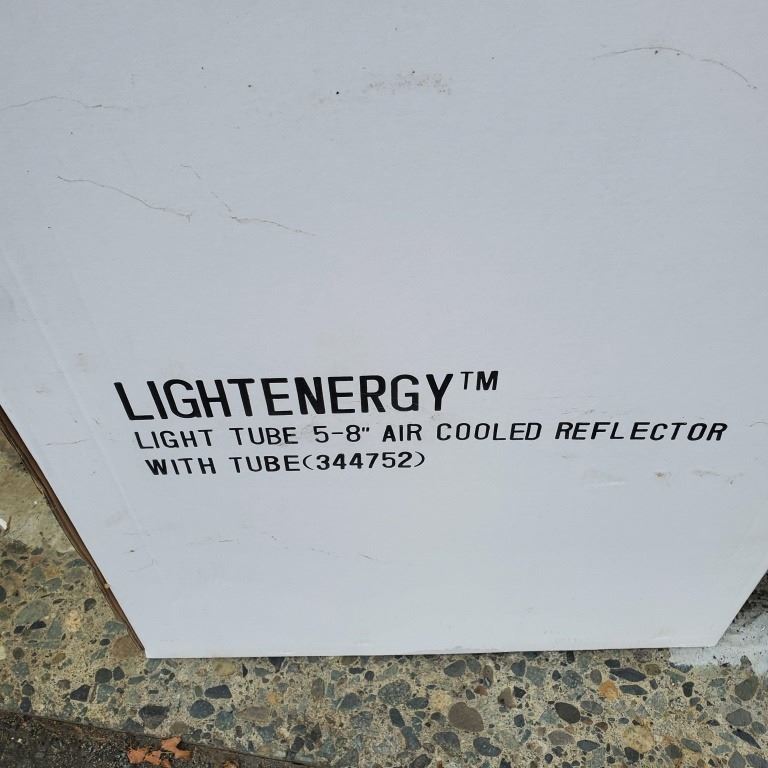 LIGHTENERGY™
LIGHT TUBE 5-8" AIR COOLED REFLECTOR
WITH TUBE(344752)